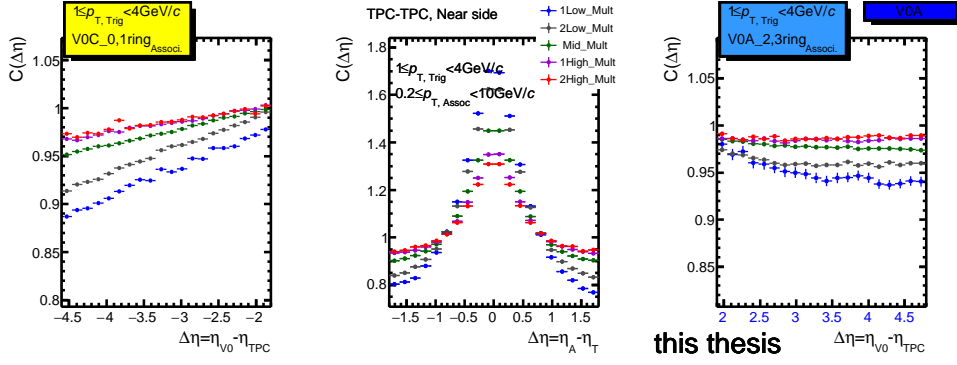 1≤p_T, Trig <4GeV/c
V0C_0,1ring_Associ.
C(Δη)
1.05
1
0.95
0.9
0.85
0.8
−4.5 −4 −3.5 −3 −2.5 −2
Δη=η_V0-η_TPC
TPC-TPC, Near side
1≤p_T, Trig <4GeV/c
0.2≤p_T, Assoc <10GeV/c
1Low_Mult
2Low_Mult
Mid_Mult
1High_Mult
2High_Mult
C(Δη)
1.8
1.6
1.4
1.2
1
0.8
−1.5 −1 −0.5 0 0.5 1 1.5
Δη=η_A-η_T
1≤p_T, Trig <4GeV/c
V0A_2,3ring_Associ.
V0A
C(Δη)
1.05
1
0.95
0.9
0.85
2 2.5 3 3.5 4 4.5
Δη=η_V0-η_TPC
this thesis